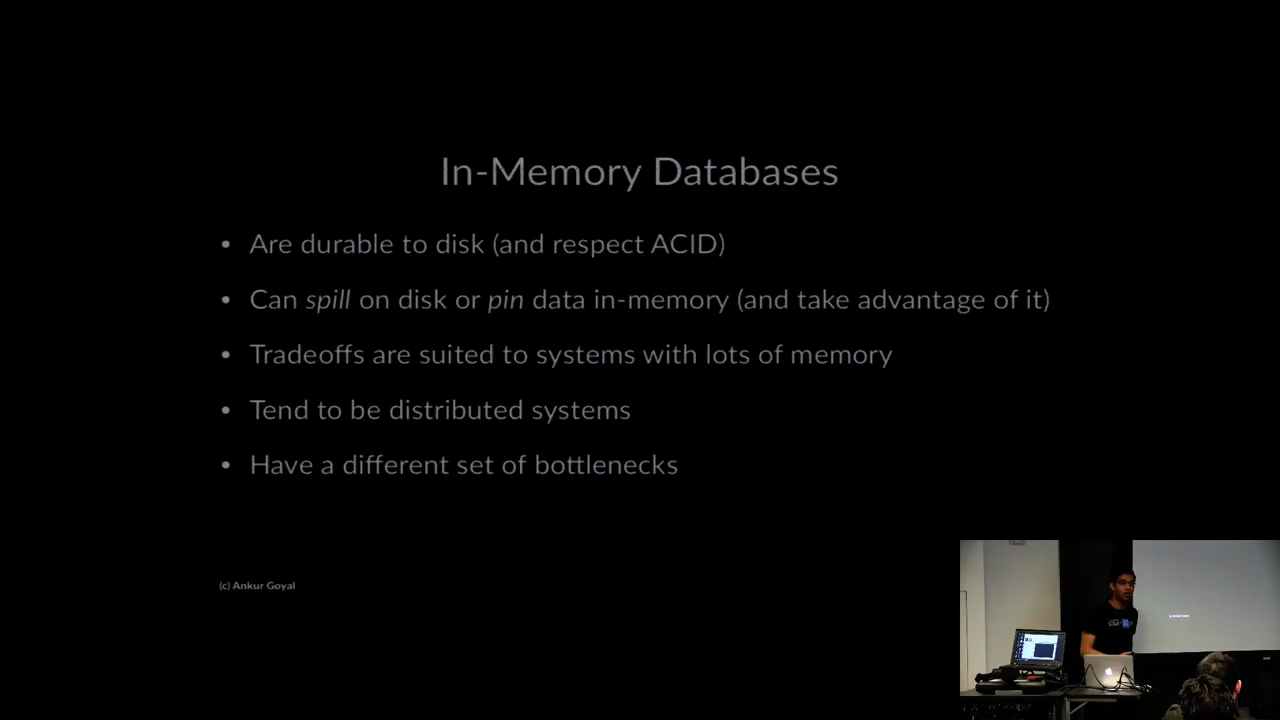 In-Memory Databases
• Are durable to disk (and respect ACID)
• Can spill on disk or pin data in-memory (and take advantage of it)
• Tradeoffs are suited to systems with lots of memory
• Tend to be distributed systems
• Have a different set of bottlenecks
(c) Ankur Goyal